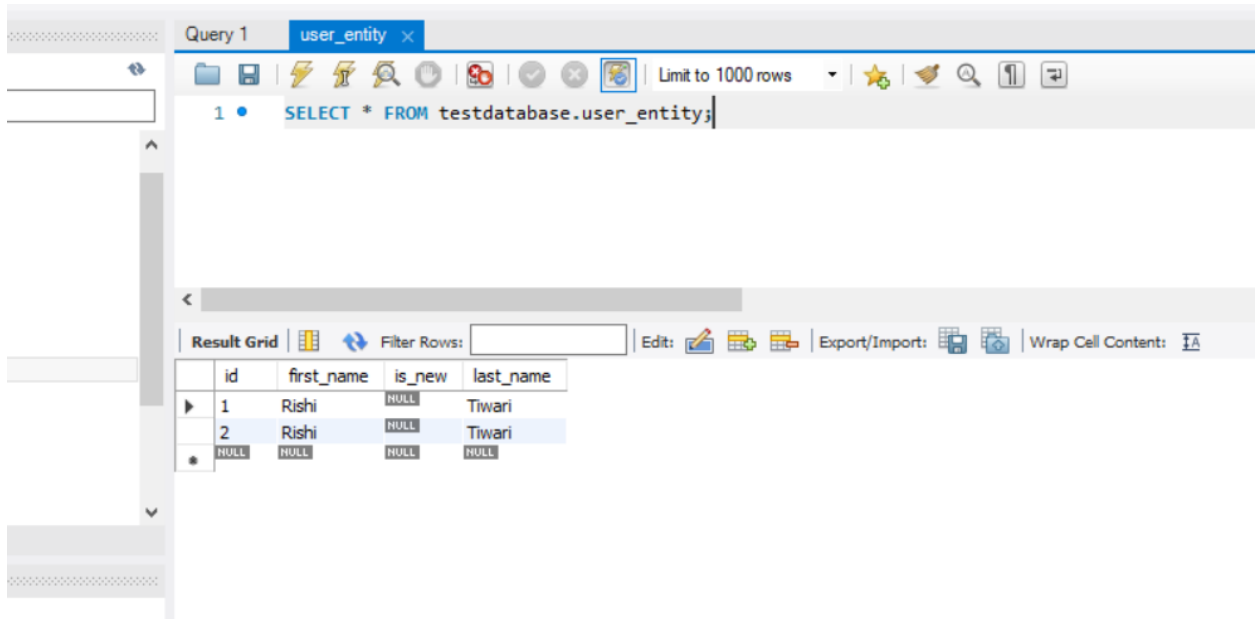 Query 1 user_entity ×
Limit to 1000 rows
1 SELECT * FROM testdatabase.user_entity;
Result Grid Filter Rows: Edit: Export/Import: Wrap Cell Content: IA
id first_name is_new last_name
1 Rishi NULL Tiwari
2 Rishi NULL Tiwari
NULL NULL NULL NULL